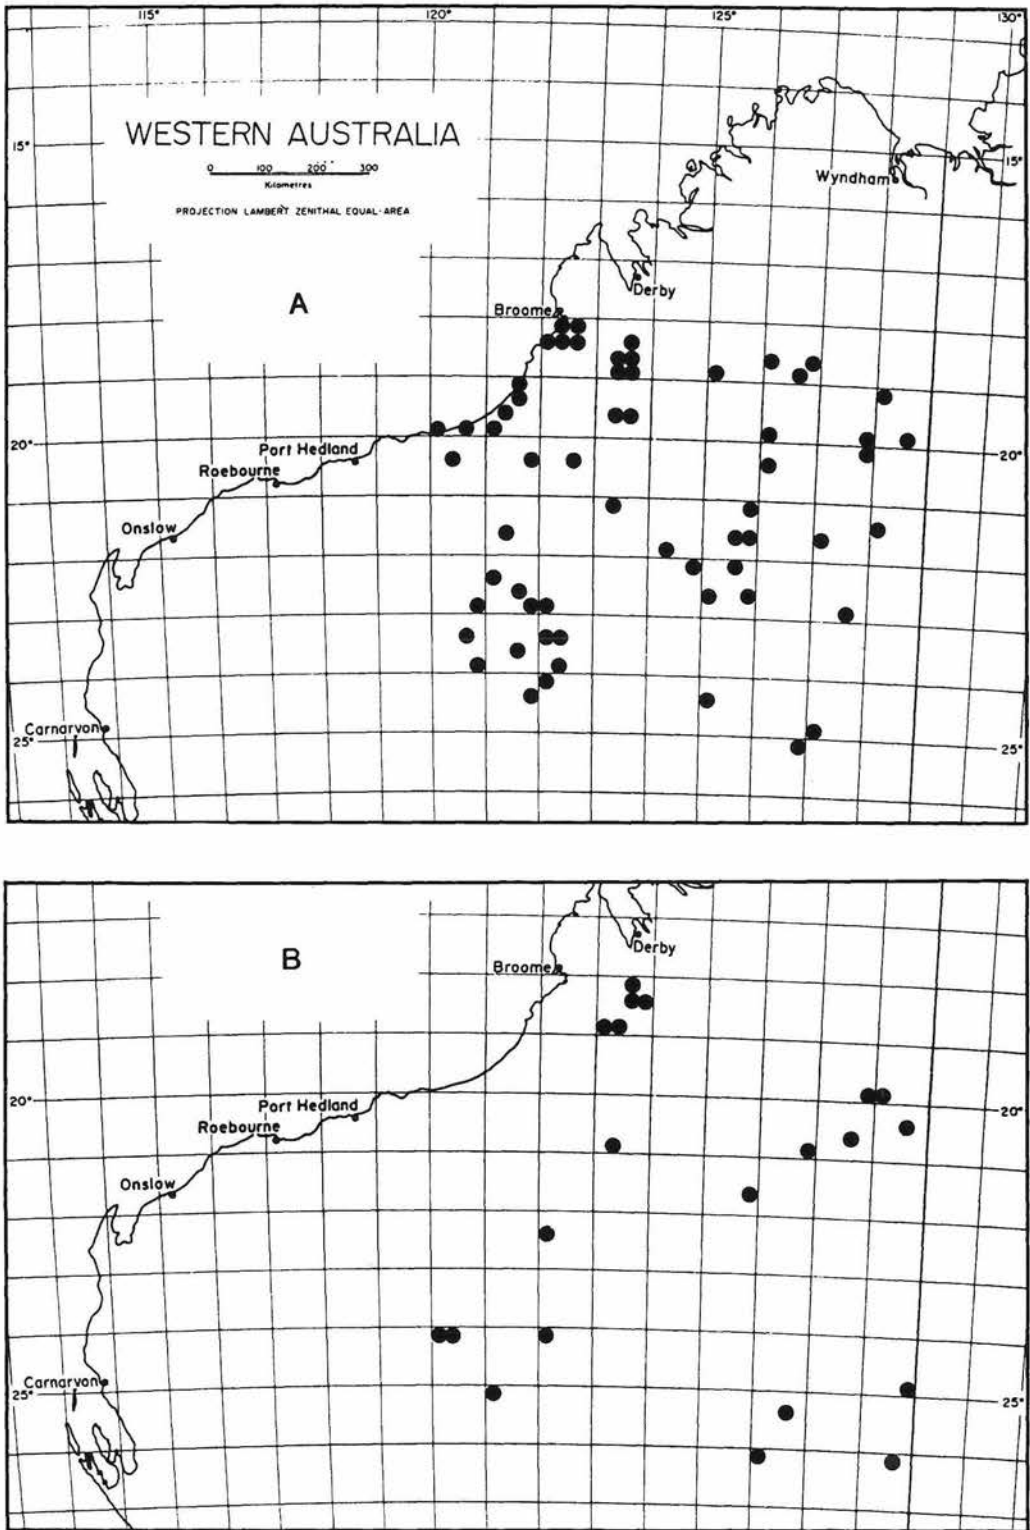 115° 120° 125° 130°
WESTERN AUSTRALIA
15° 15°
0 100 200 300
Kilometres
Wyndham
PROJECTION LAMBERT ZENITHAL EQUAL-AREA
Derby
A
Broome
20° Port Hedland 20°
Roebourne
Onslow
Carnarvon
25° 25°
B
Derby
Broome
20° Port Hedland 20°
Roebourne
Onslow
Carnarvon
25° 25°